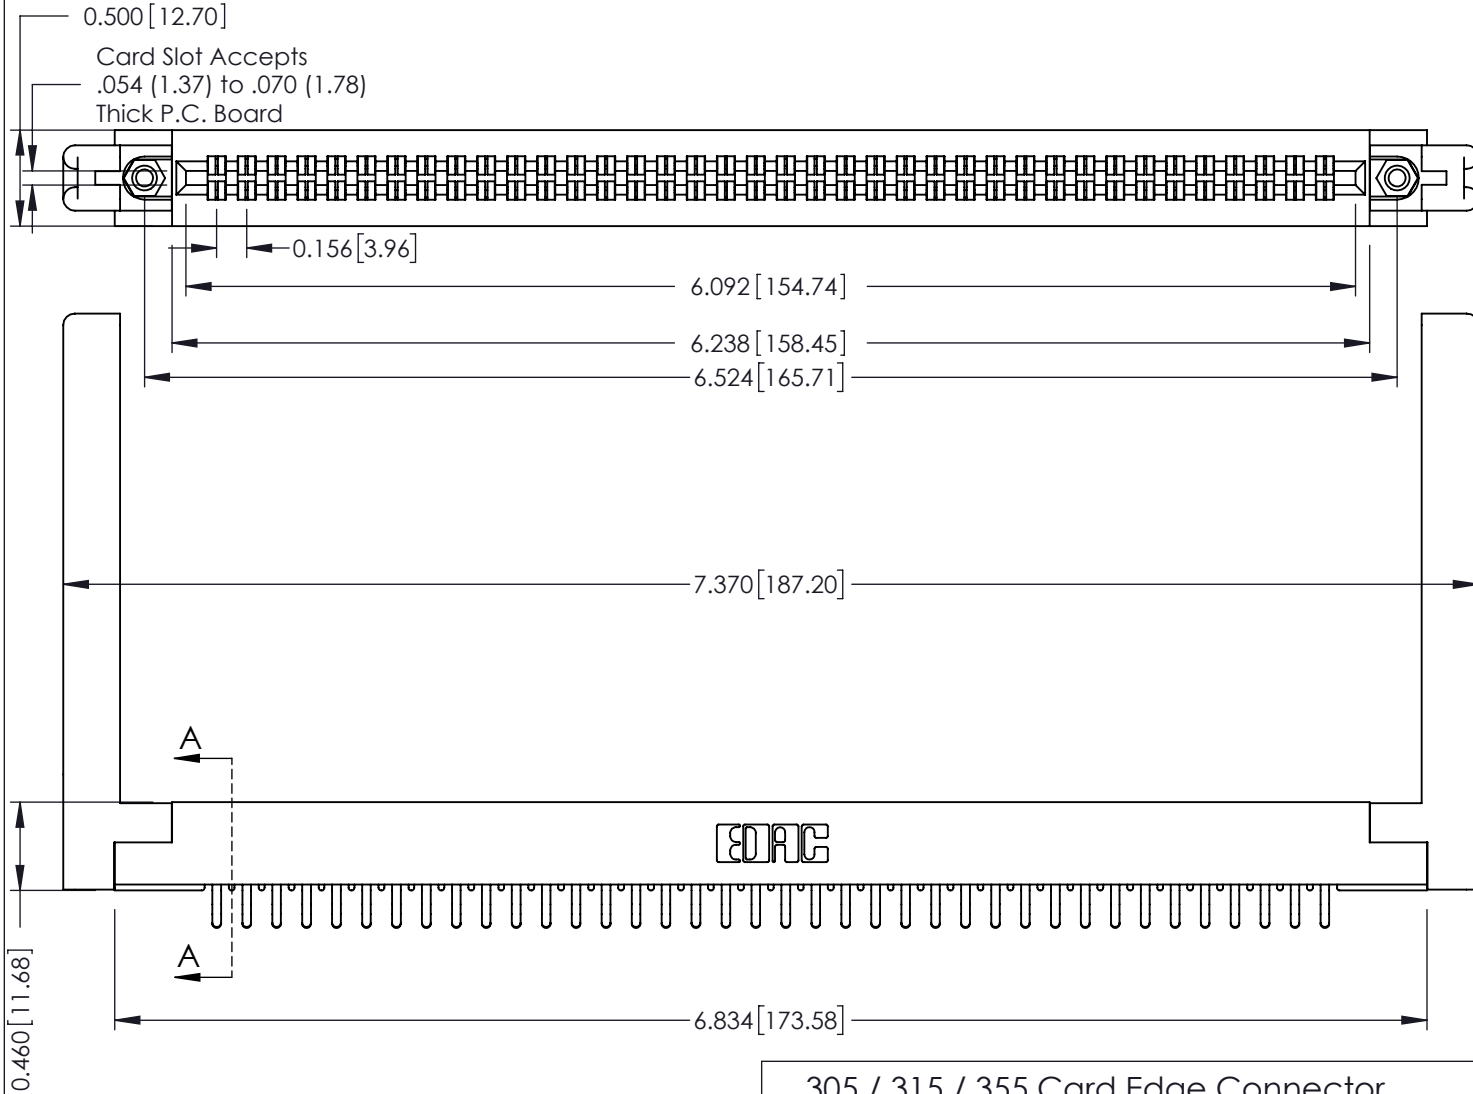 0.500 [12.70]
Card Slot Accepts
.054 (1.37) to .070 (1.78)
Thick P.C. Board
0.156 [3.96]
6.092 [154.74]
6.238 [158.45]
6.524 [165.71]
7.370 [187.20]
A
EDAC
A
0.460 [11.68]
6.834 [173.58]
305 / 315 / 355 Card Edge Connector